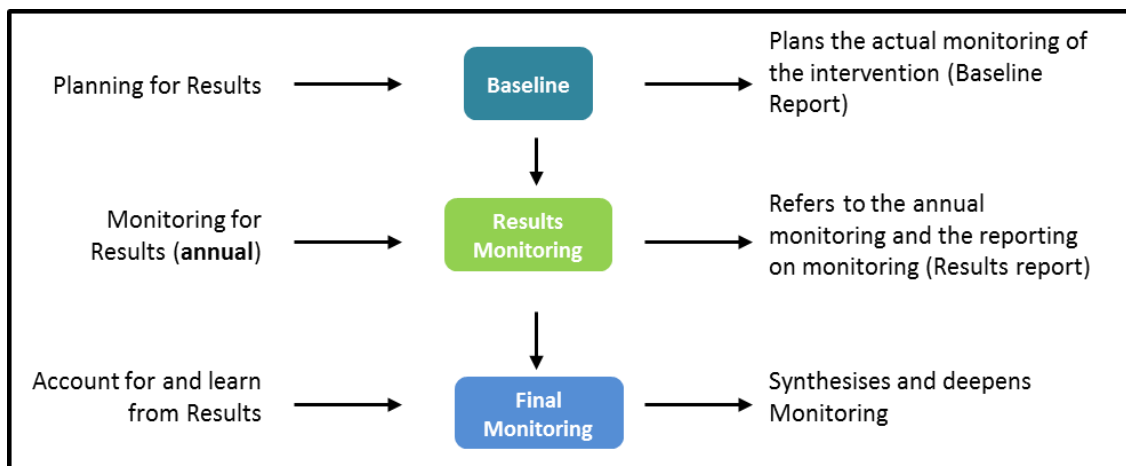 Planning for Results
Baseline
Plans the actual monitoring of
the intervention (Baseline
Report)
Monitoring for
Results (annual)
Results
Monitoring
Refers to the annual
monitoring and the reporting
on monitoring (Results report)
Account for and learn
from Results
Final
Monitoring
Synthesises and deepens
Monitoring